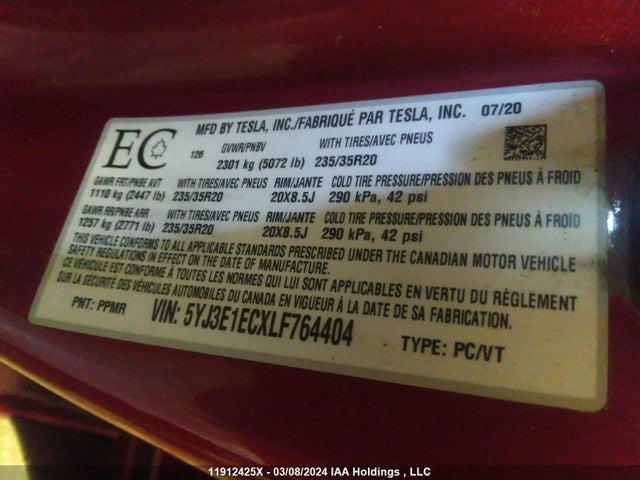 EC
MFD BY TESLA, INC./FABRIQUÉ PAR TESLA, INC. 07/20
126
GVWR/PNBV WITH TIRES/AVEC PNEUS
2301 kg (5072 lb) 235/35R20
GAWR FRT/PNBE AVT WITH TIRES/AVEC PNEUS RIM/JANTE COLD TIRE PRESSURE/PRESSION DES PNEUS À FROID
1110 kg (2447 lb) 235/35R20 20X8.5J 290 kPa, 42 psi
GAWR RR/PNBE ARR WITH TIRES/AVEC PNEUS RIM/JANTE COLD TIRE PRESSURE/PRESSION DES PNEUS À FROID
1257 kg (2771 lb) 235/35R20 20X8.5J 290 kPa, 42 psi
THIS VEHICLE CONFORMS TO ALL APPLICABLE STANDARDS PRESCRIBED UNDER THE CANADIAN MOTOR VEHICLE
SAFETY REGULATIONS IN EFFECT ON THE DATE OF MANUFACTURE.
CE VÉHICULE EST CONFORME À TOUTES LES NORMES QUI LUI SONT APPLICABLES EN VERTU DU RÈGLEMENT
SUR LA SÉCURITÉ DES VÉHICULES AUTOMOBILES DU CANADA EN VIGUEUR À LA DATE DE SA FABRICATION.
PNT: PPMR VIN: 5YJ3E1ECXLF764404 TYPE: PC/VT
11912425X - 03/08/2024 IAA Holdings , LLC